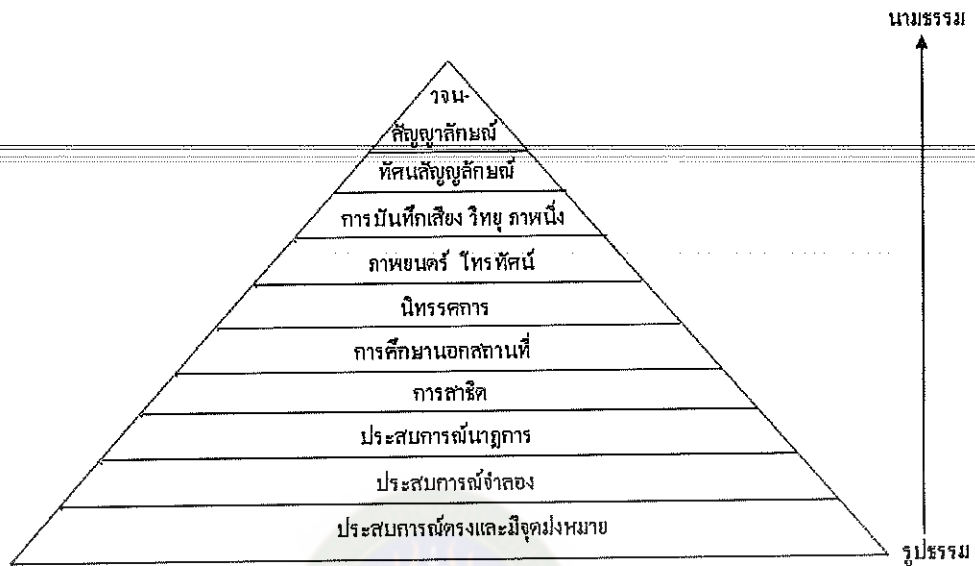 นามธรรม
วจน-
สัญญาลักษณ์
ทัศนสัญญลักษณ์
การบันทึกเสียง วิทยุ ภาพนิ่ง
ภาพยนตร์ โทรทัศน์
นิทรรศการ
การศึกษานอกสถานที่
การสาธิต
ประสบการณ์นาฏการ
ประสบการณ์จำลอง
ประสบการณ์ตรงและมีจุดมุ่งหมาย
รูปธรรม